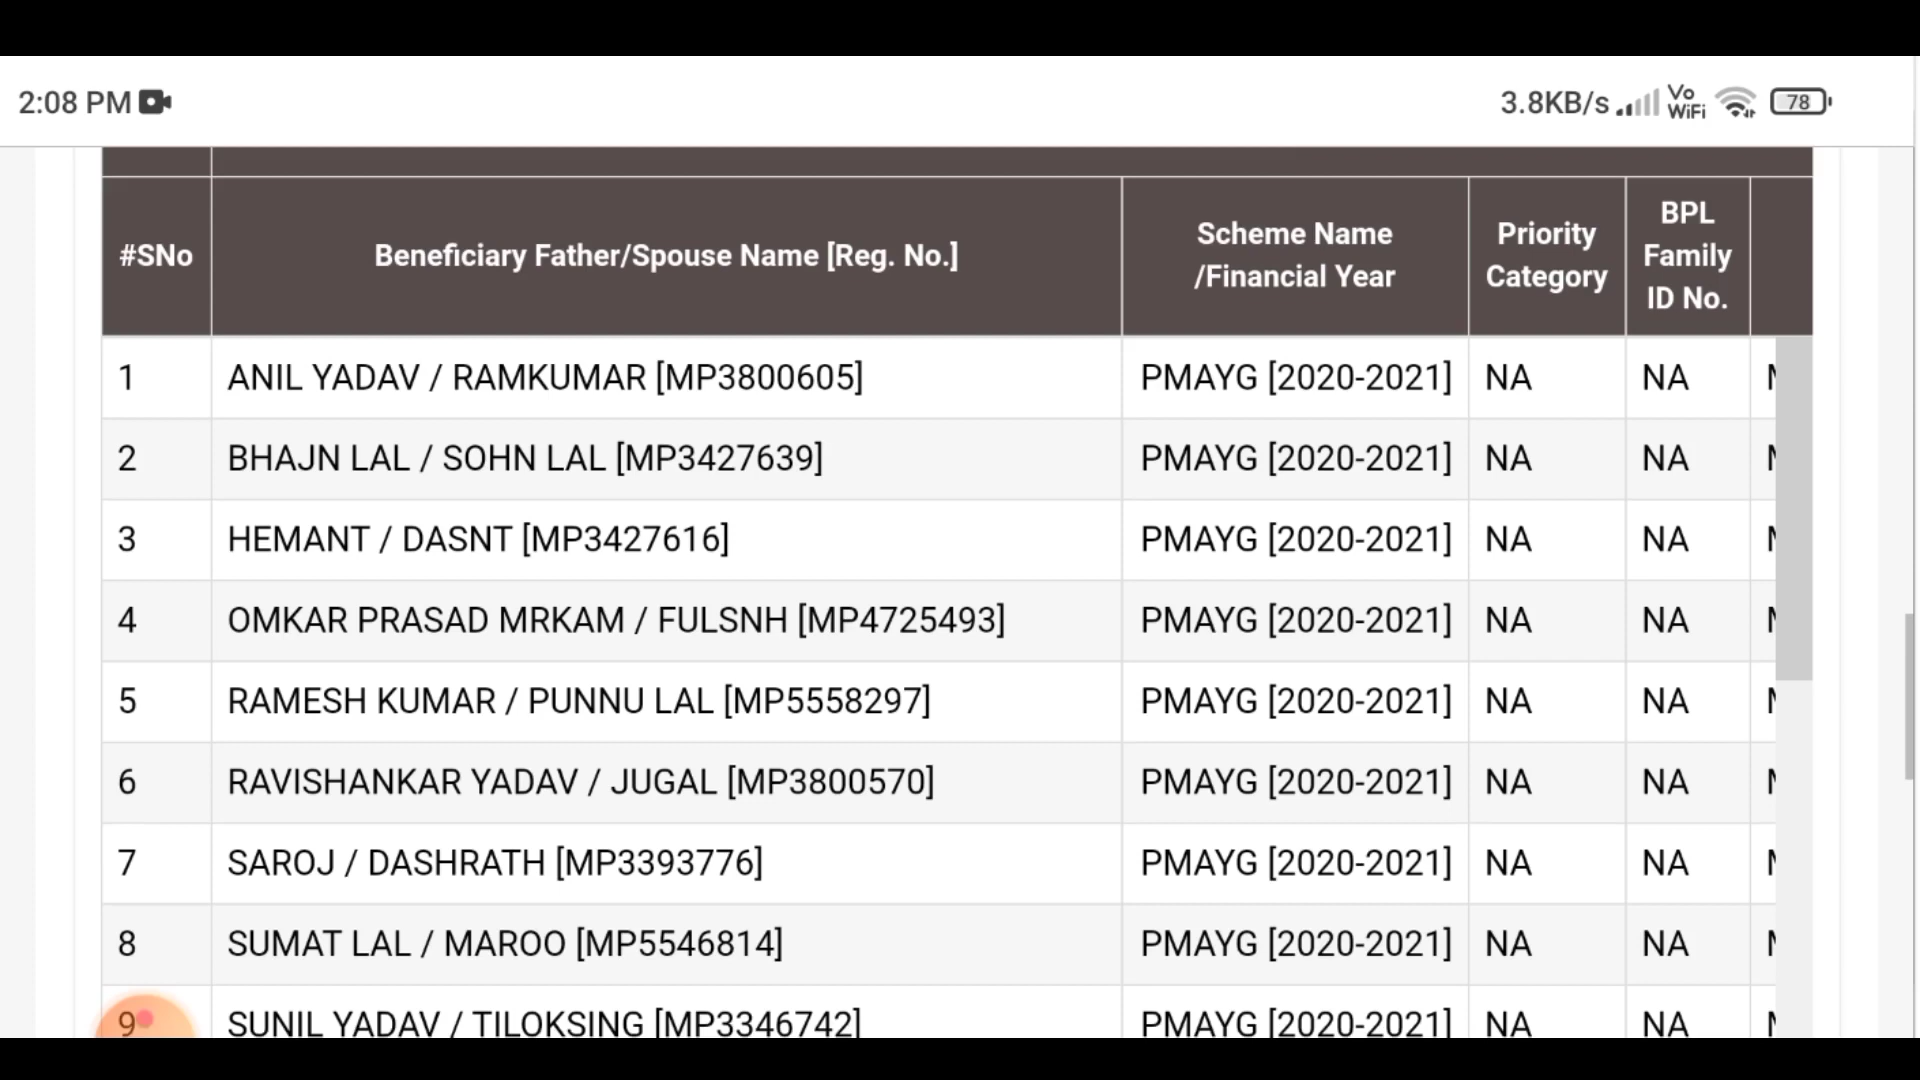 2:08 PM 3.8KB/s Vo WiFi 78
#SNo Beneficiary Father/Spouse Name [Reg. No.] Scheme Name /Financial Year Priority Category BPL Family ID No.
1 ANIL YADAV / RAMKUMAR [MP3800605] PMAYG [2020-2021] NA NA
2 BHAJN LAL / SOHN LAL [MP3427639] PMAYG [2020-2021] NA NA
3 HEMANT / DASNT [MP3427616] PMAYG [2020-2021] NA NA
4 OMKAR PRASAD MRKAM / FULSNH [MP4725493] PMAYG [2020-2021] NA NA
5 RAMESH KUMAR / PUNNU LAL [MP5558297] PMAYG [2020-2021] NA NA
6 RAVISHANKAR YADAV / JUGAL [MP3800570] PMAYG [2020-2021] NA NA
7 SAROJ / DASHRATH [MP3393776] PMAYG [2020-2021] NA NA
8 SUMAT LAL / MAROO [MP5546814] PMAYG [2020-2021] NA NA
9 SUNIL YADAV / TILOKSING [MP3346742] PMAYG [2020-2021] NA NA